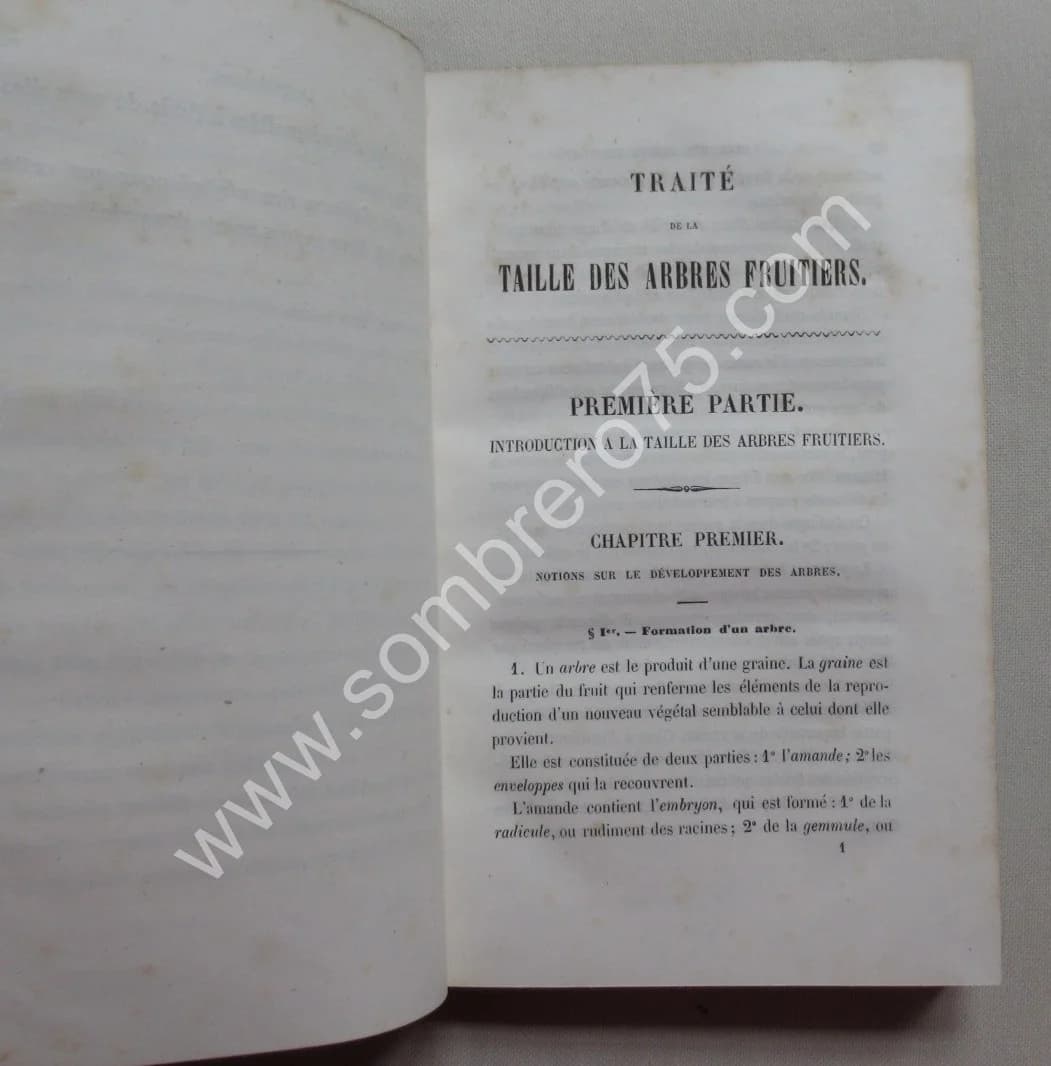 TRAITÉ
DE LA
TAILLE DES ARBRES FRUITIERS.
PREMIÈRE PARTIE.
INTRODUCTION A LA TAILLE DES ARBRES FRUITIERS.
CHAPITRE PREMIER.
NOTIONS SUR LE DÉVELOPPEMENT DES ARBRES.
§ Ier. — Formation d'un arbre.
1. Un arbre est le produit d'une graine. La graine est
la partie du fruit qui renferme les éléments de la repro-
duction d'un nouveau végétal semblable à celui dont elle
provient.
Elle est constituée de deux parties : 1° l'amande ; 2° les
enveloppes qui la recouvrent.
L'amande contient l'embryon, qui est formé : 1° de la
radicule, ou rudiment des racines ; 2° de la gemmule, ou
1
www.sombrero75.com